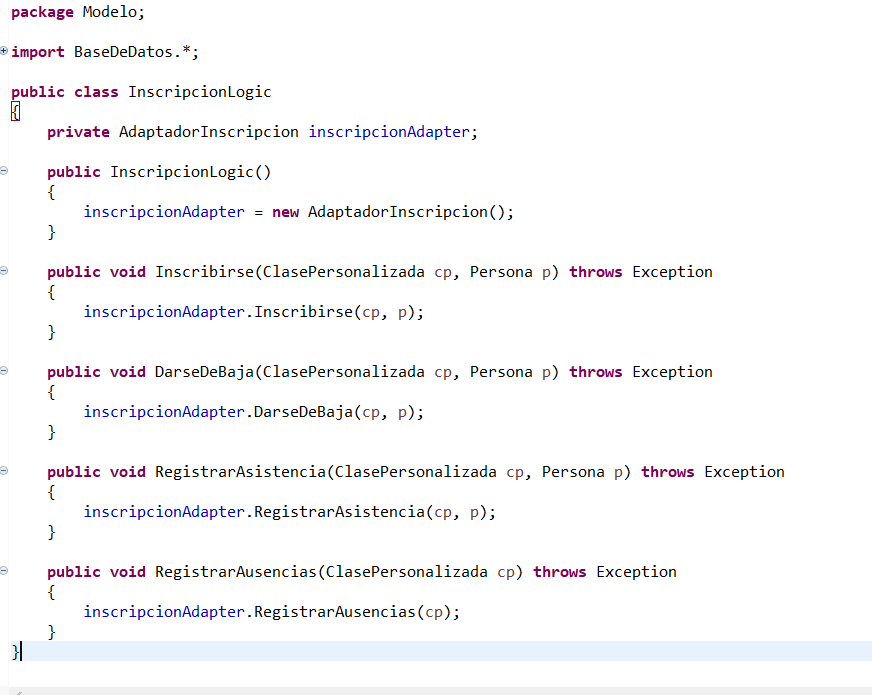 package Modelo;
import BaseDeDatos.*;
public class InscripcionLogic
{
private AdaptadorInscripcion inscripcionAdapter;
public InscripcionLogic()
{
inscripcionAdapter = new AdaptadorInscripcion();
}
public void Inscribirse(ClasePersonalizada cp, Persona p) throws Exception
{
inscripcionAdapter.Inscribirse(cp, p);
}
public void DarseDeBaja(ClasePersonalizada cp, Persona p) throws Exception
{
inscripcionAdapter.DarseDeBaja(cp, p);
}
public void RegistrarAsistencia(ClasePersonalizada cp, Persona p) throws Exception
{
inscripcionAdapter.RegistrarAsistencia(cp, p);
}
public void RegistrarAusencias(ClasePersonalizada cp) throws Exception
{
inscripcionAdapter.RegistrarAusencias(cp);
}
}